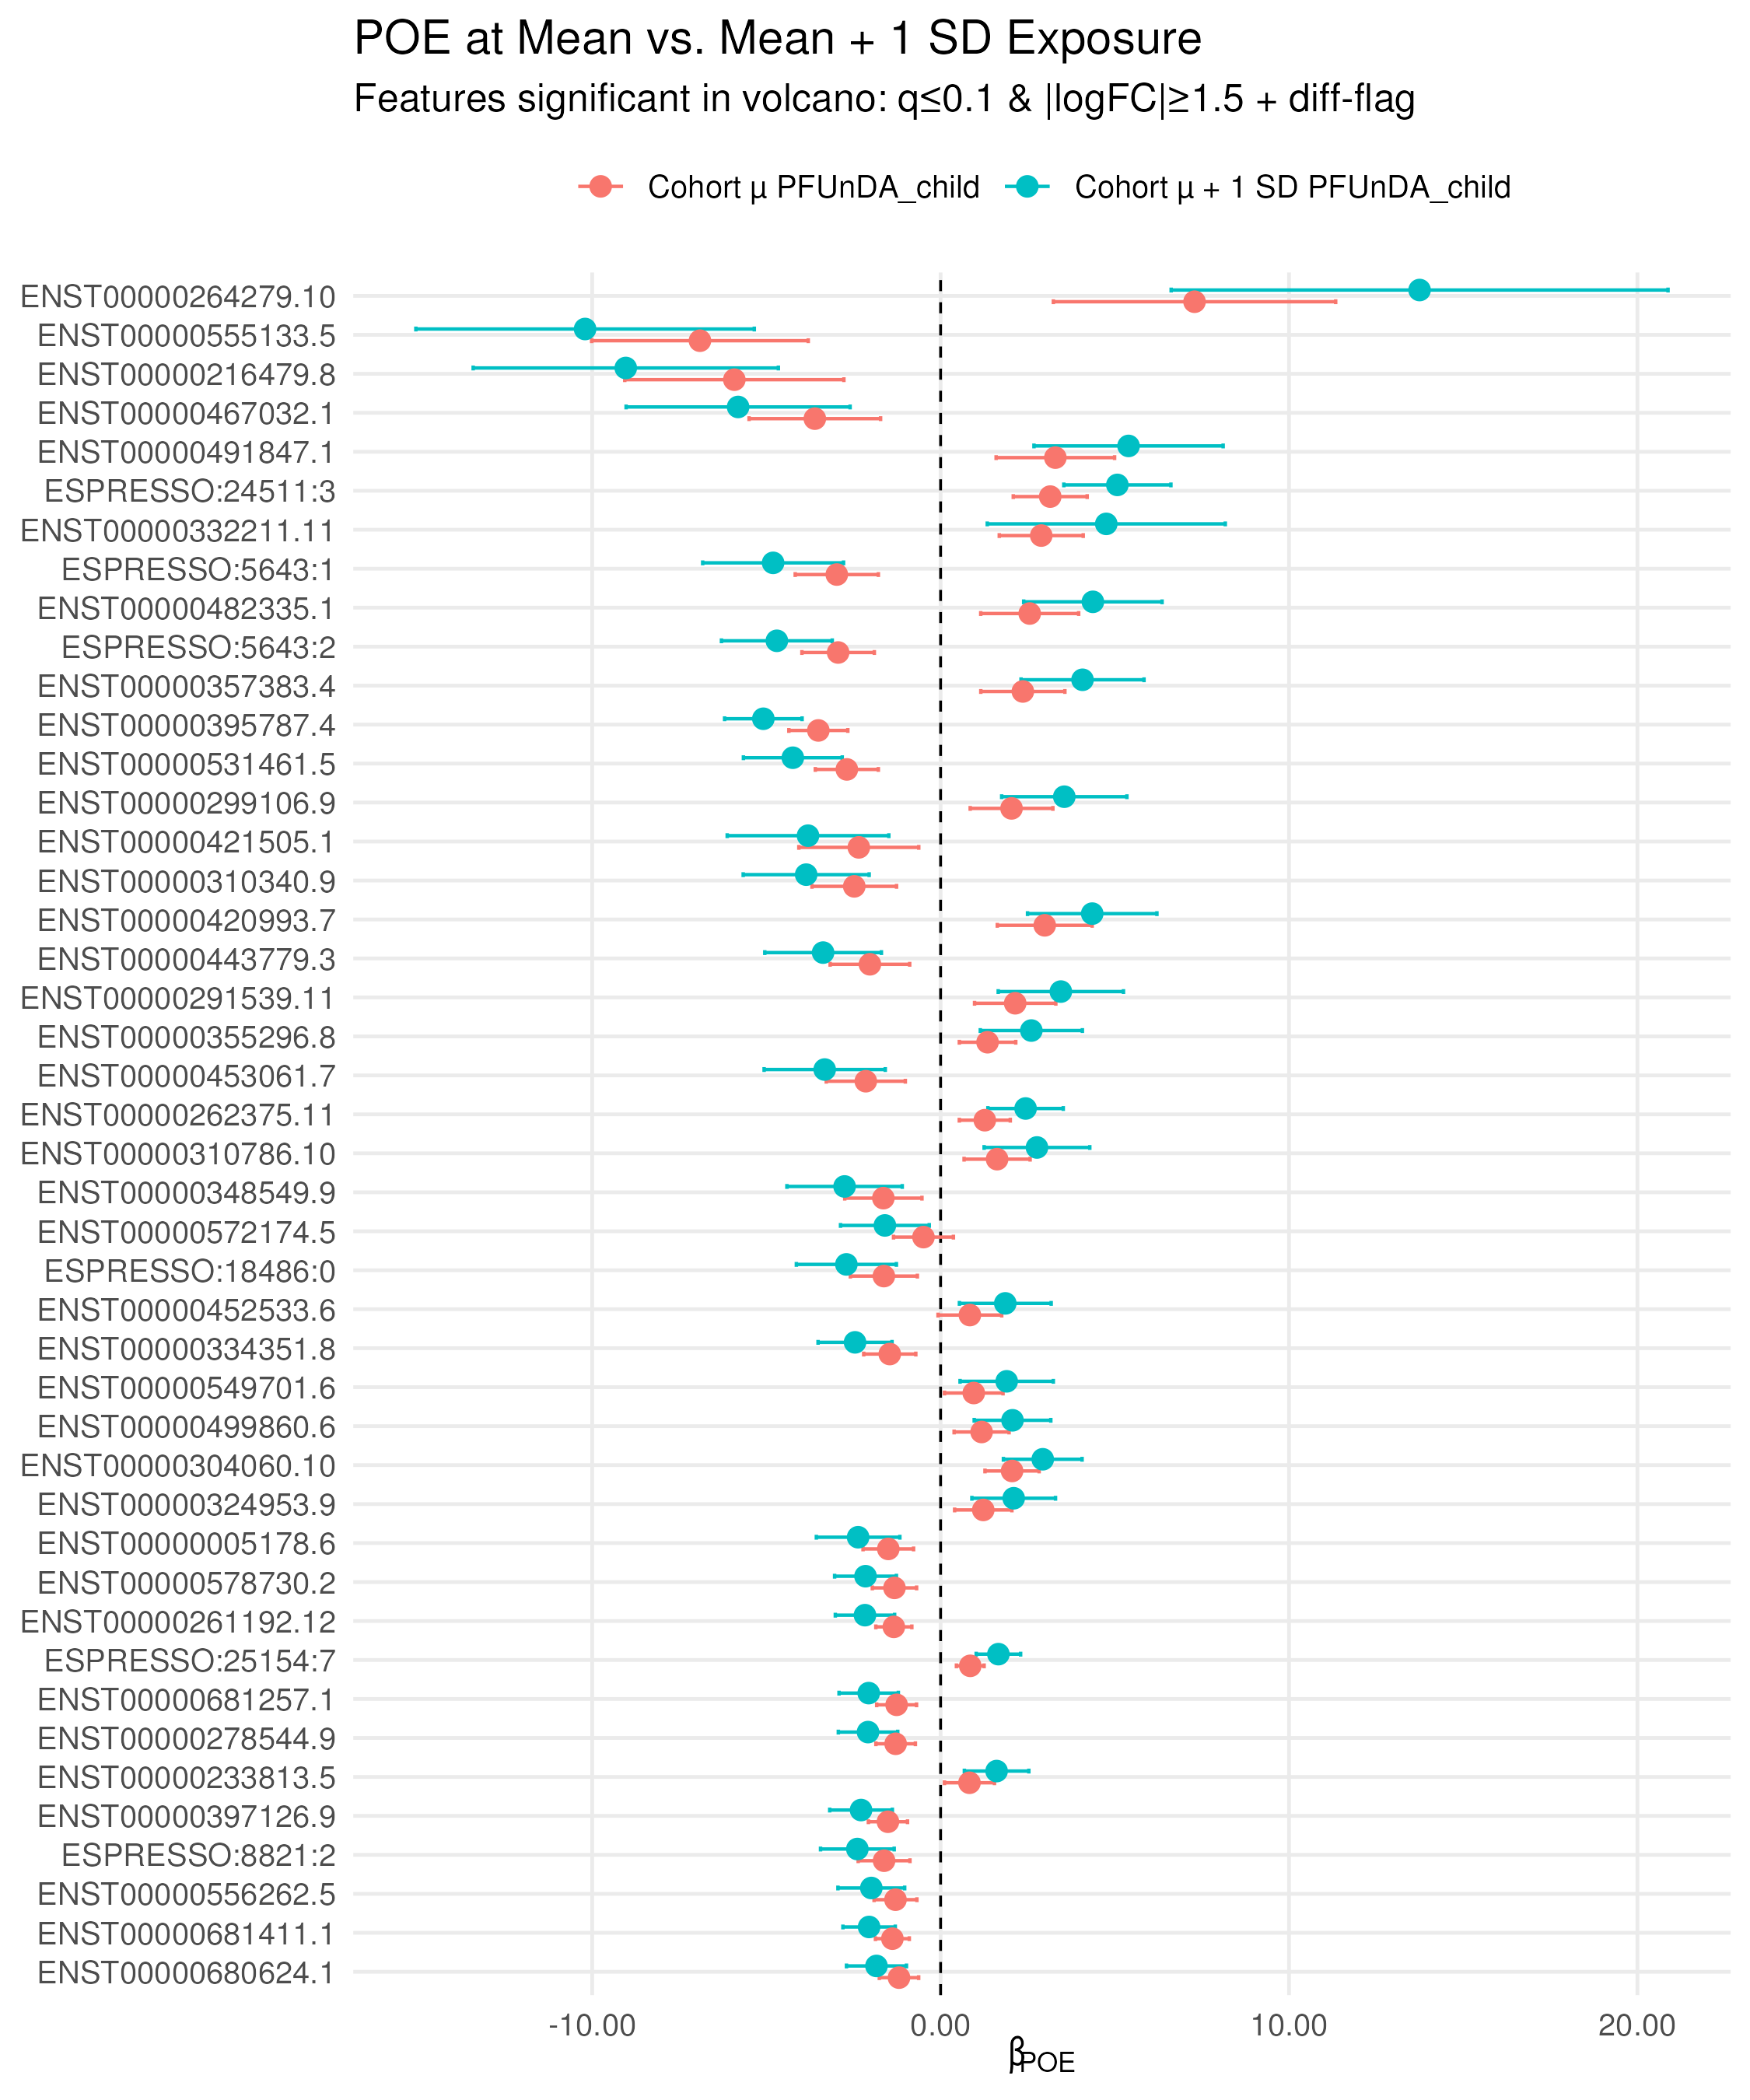 POE at Mean vs. Mean + 1 SD Exposure
Features significant in volcano: q≤0.1 & |logFC|≥1.5 + diff-flag
Cohort μ PFUnDA_child Cohort μ + 1 SD PFUnDA_child
ENST00000264279.10
ENST00000555133.5
ENST00000216479.8
ENST00000467032.1
ENST00000491847.1
ESPRESSO:24511:3
ENST00000332211.11
ESPRESSO:5643:1
ENST00000482335.1
ESPRESSO:5643:2
ENST00000357383.4
ENST00000395787.4
ENST00000531461.5
ENST00000299106.9
ENST00000421505.1
ENST00000310340.9
ENST00000420993.7
ENST00000443779.3
ENST00000291539.11
ENST00000355296.8
ENST00000453061.7
ENST00000262375.11
ENST00000310786.10
ENST00000348549.9
ENST00000572174.5
ESPRESSO:18486:0
ENST00000452533.6
ENST00000334351.8
ENST00000549701.6
ENST00000499860.6
ENST00000304060.10
ENST00000324953.9
ENST00000005178.6
ENST00000578730.2
ENST00000261192.12
ESPRESSO:25154:7
ENST00000681257.1
ENST00000278544.9
ENST00000233813.5
ENST00000397126.9
ESPRESSO:8821:2
ENST00000556262.5
ENST00000681411.1
ENST00000680624.1
-10.00 0.00 10.00 20.00
βPOE